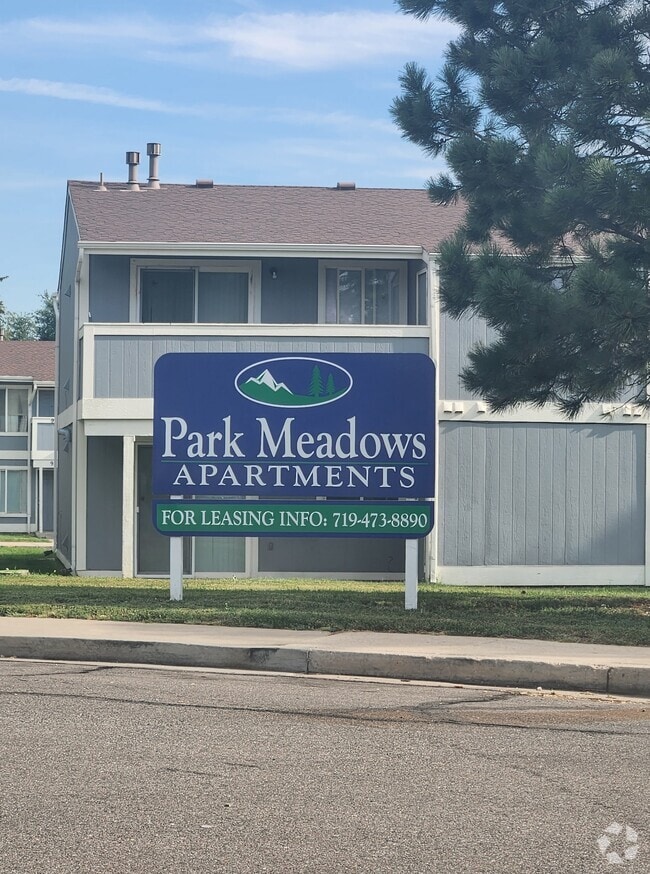 Park Meadows
APARTMENTS
FOR LEASING INFO: 719-473-8890